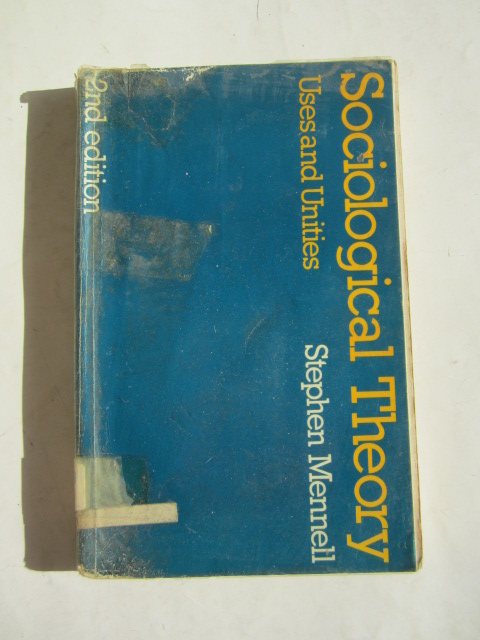 Sociological Theory
Uses and Unities
Stephen Mennell
2nd edition